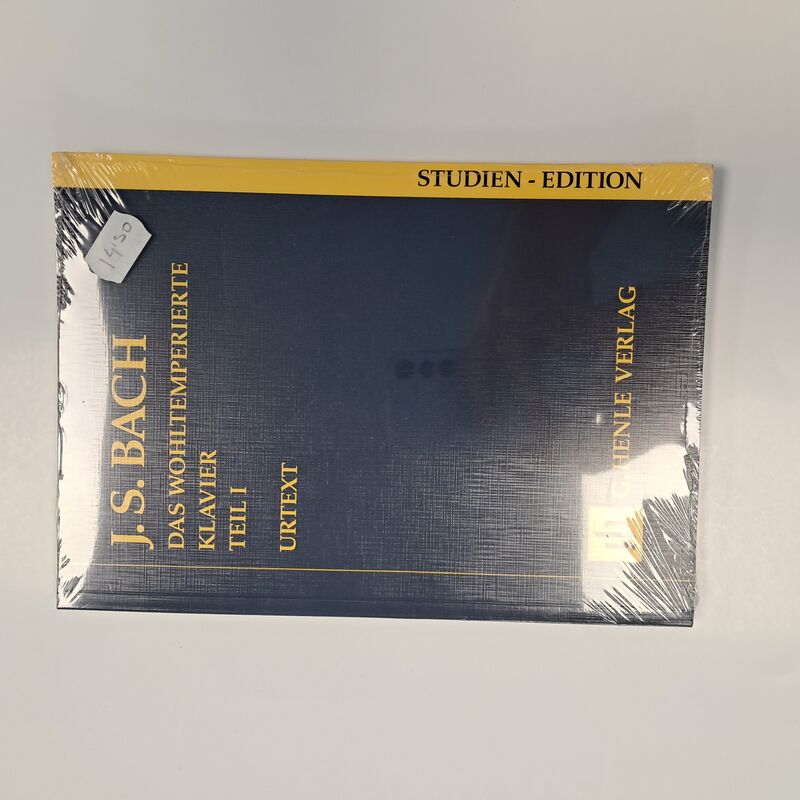 STUDIEN - EDITION
14.50
J. S. BACH
DAS WOHLTEMPERIERTE
KLAVIER
TEIL I
URTEXT
G. HENLE VERLAG